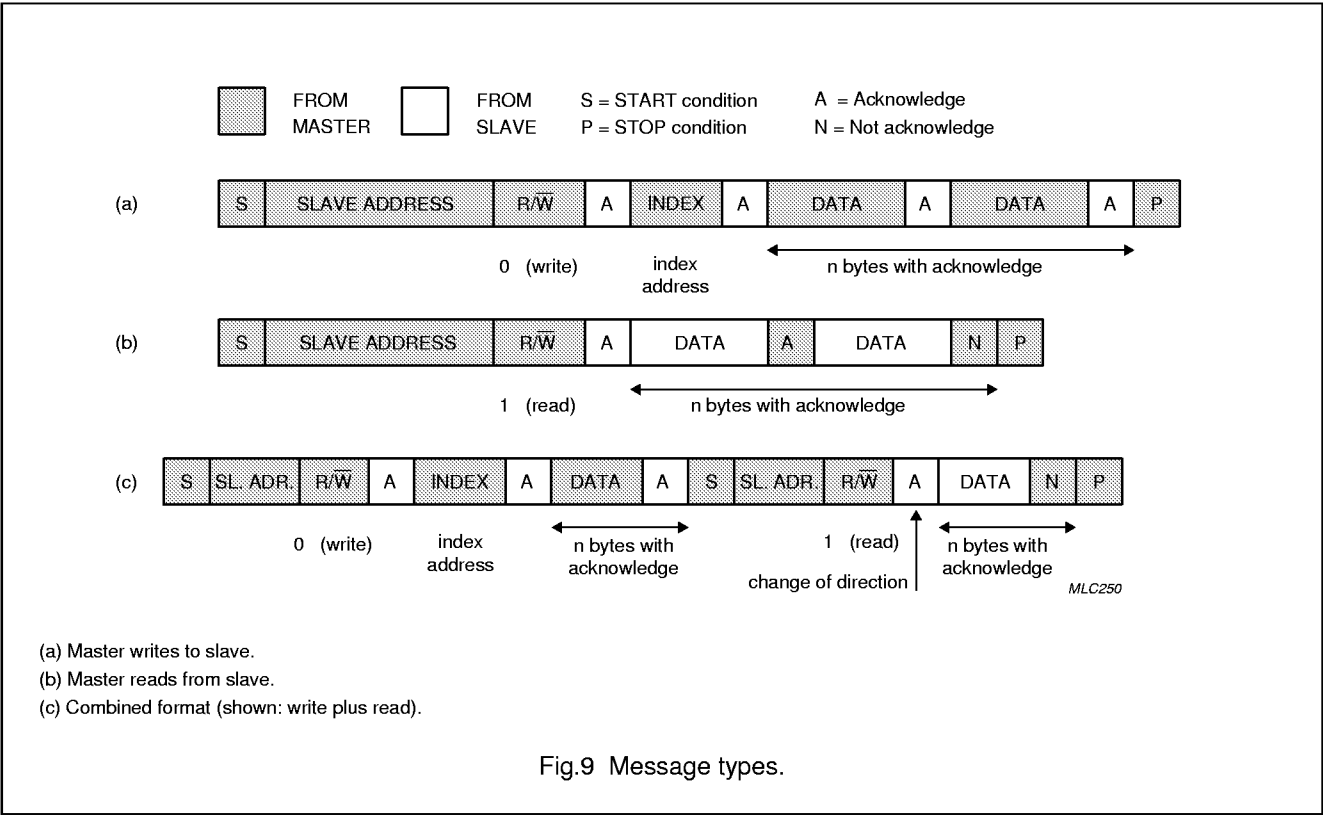 FROM MASTER FROM SLAVE S = START condition A = Acknowledge
P = STOP condition N = Not acknowledge
(a) S SLAVE ADDRESS R/W̅ A INDEX A DATA A DATA A P
0 (write) index address n bytes with acknowledge
(b) S SLAVE ADDRESS R/W̅ A DATA A DATA N P
1 (read) n bytes with acknowledge
(c) S SL. ADR. R/W̅ A INDEX A DATA A S SL. ADR. R/W̅ A DATA N P
0 (write) index address n bytes with acknowledge 1 (read) n bytes with acknowledge
change of direction
MLC250
(a) Master writes to slave.
(b) Master reads from slave.
(c) Combined format (shown: write plus read).
Fig.9 Message types.